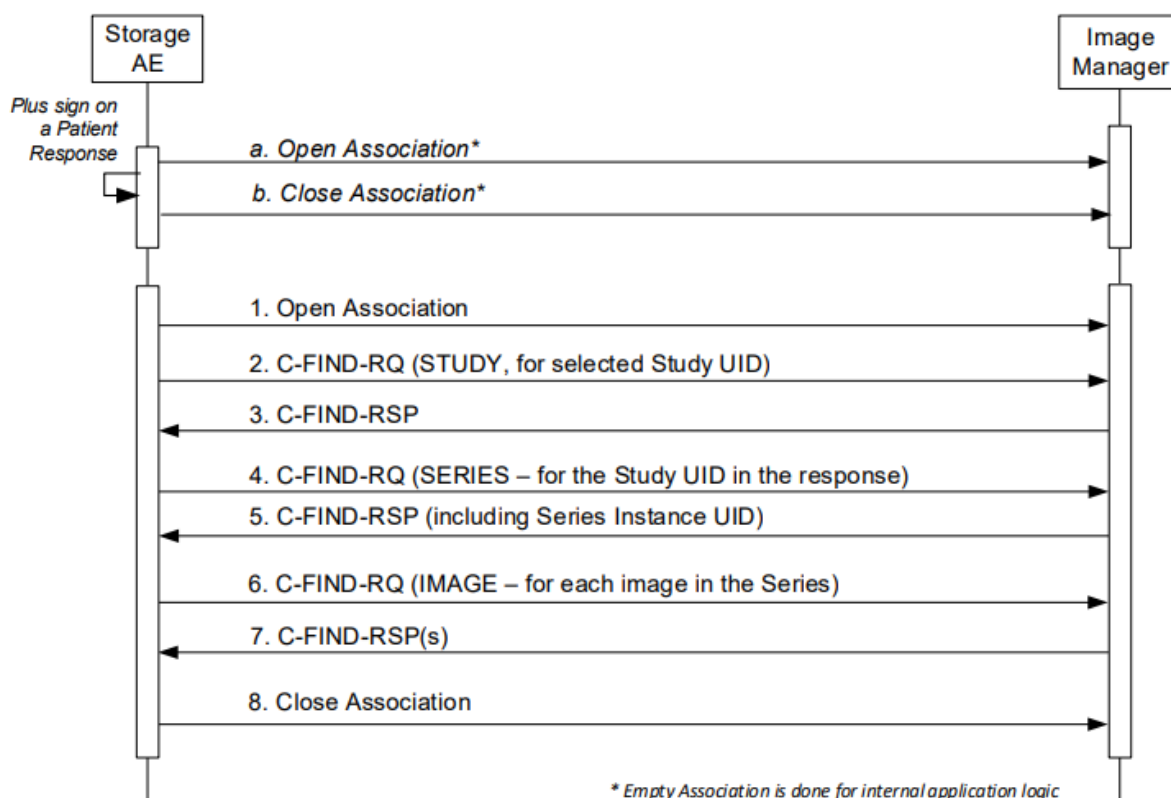 Storage
AE
Image
Manager
Plus sign on
a Patient
Response
a. Open Association*
b. Close Association*
1. Open Association
2. C-FIND-RQ (STUDY, for selected Study UID)
3. C-FIND-RSP
4. C-FIND-RQ (SERIES – for the Study UID in the response)
5. C-FIND-RSP (including Series Instance UID)
6. C-FIND-RQ (IMAGE – for each image in the Series)
7. C-FIND-RSP(s)
8. Close Association
* Empty Association is done for internal application logic